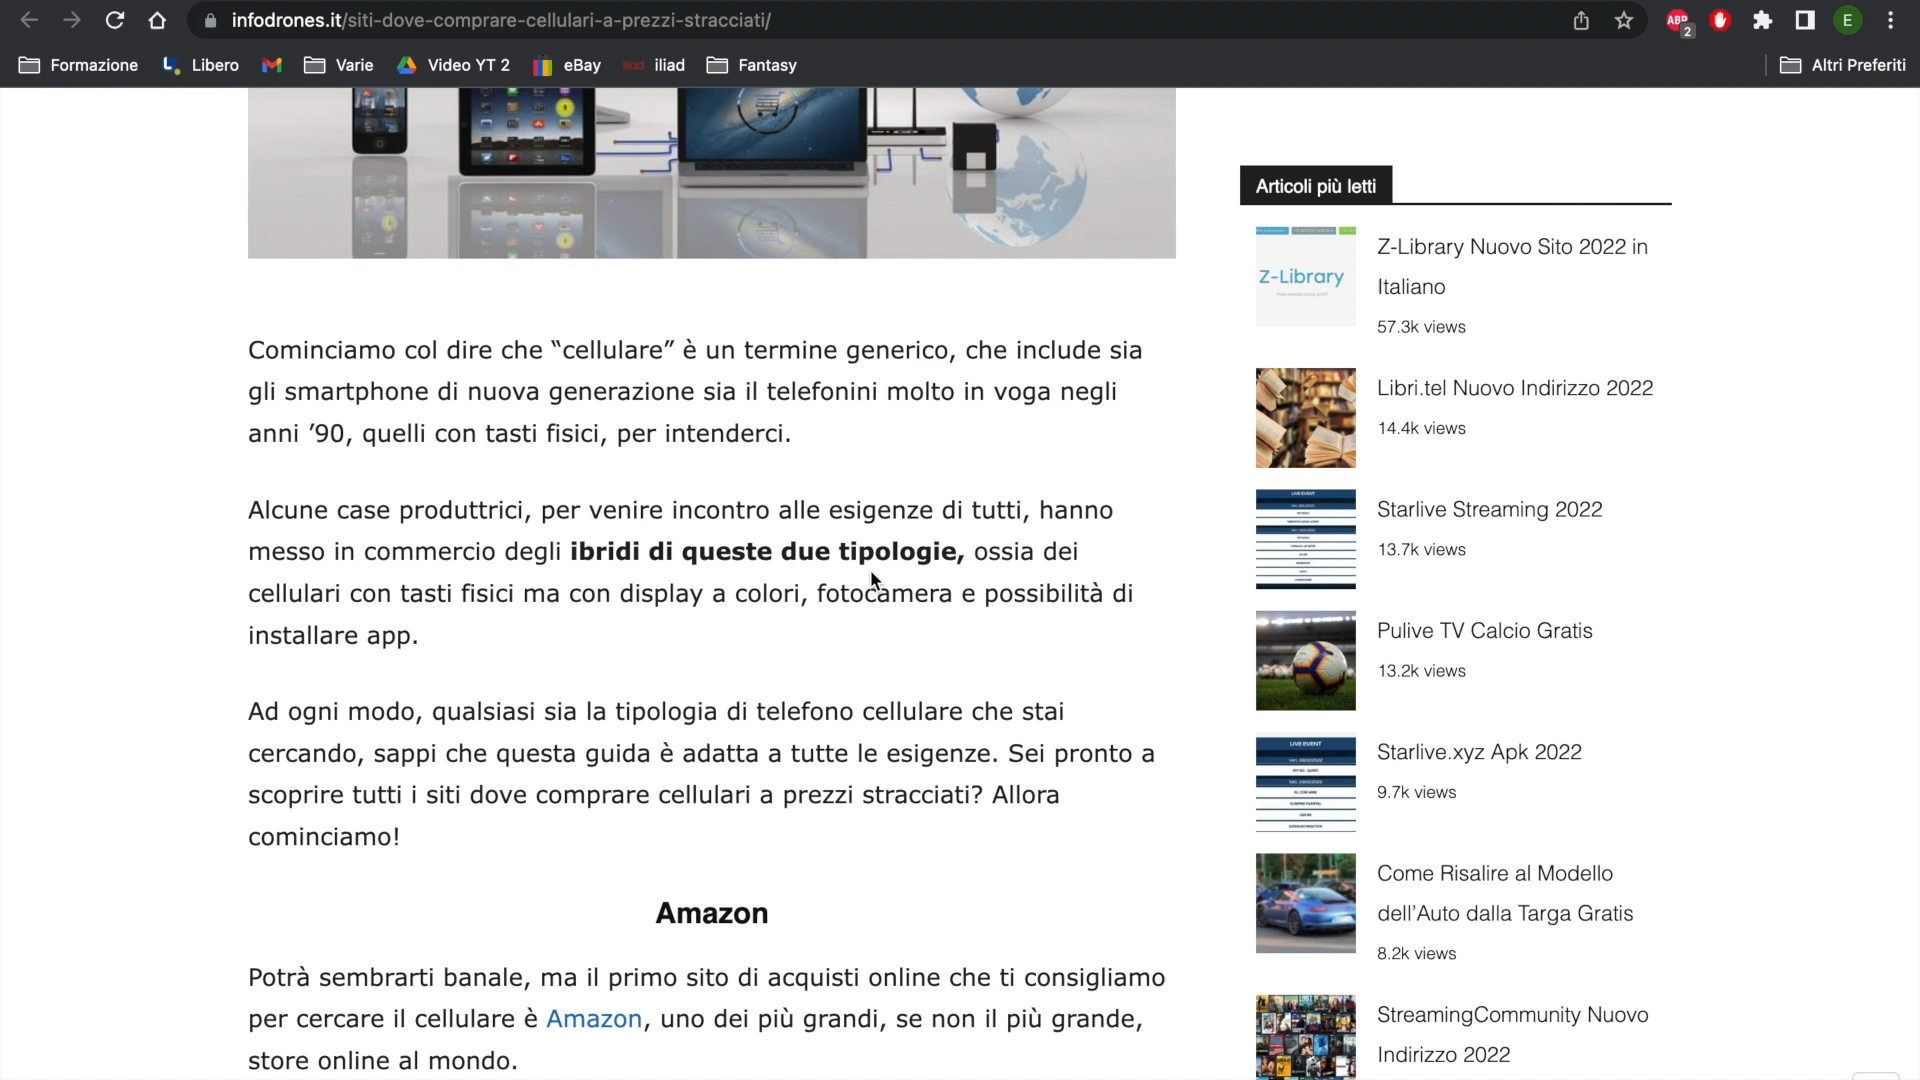 infodrones.it/siti-dove-comprare-cellulari-a-prezzi-stracciati/
ABP
2
E
Formazione
Libero
Varie
Video YT 2
eBay
iliad
Fantasy
Altri Preferiti
Cominciamo col dire che “cellulare” è un termine generico, che include sia
gli smartphone di nuova generazione sia il telefonini molto in voga negli
anni ’90, quelli con tasti fisici, per intenderci.
Alcune case produttrici, per venire incontro alle esigenze di tutti, hanno
messo in commercio degli ibridi di queste due tipologie, ossia dei
cellulari con tasti fisici ma con display a colori, fotocamera e possibilità di
installare app.
Ad ogni modo, qualsiasi sia la tipologia di telefono cellulare che stai
cercando, sappi che questa guida è adatta a tutte le esigenze. Sei pronto a
scoprire tutti i siti dove comprare cellulari a prezzi stracciati? Allora
cominciamo!
Amazon
Potrà sembrarti banale, ma il primo sito di acquisti online che ti consigliamo
per cercare il cellulare è Amazon, uno dei più grandi, se non il più grande,
store online al mondo.
Articoli più letti
Z-Library
Z-Library Nuovo Sito 2022 in
Italiano
57.3k views
Libri.tel Nuovo Indirizzo 2022
14.4k views
LIVE EVENT
Starlive Streaming 2022
13.7k views
Pulive TV Calcio Gratis
13.2k views
LIVE EVENT
Starlive.xyz Apk 2022
9.7k views
Come Risalire al Modello
dell’Auto dalla Targa Gratis
8.2k views
StreamingCommunity Nuovo
Indirizzo 2022